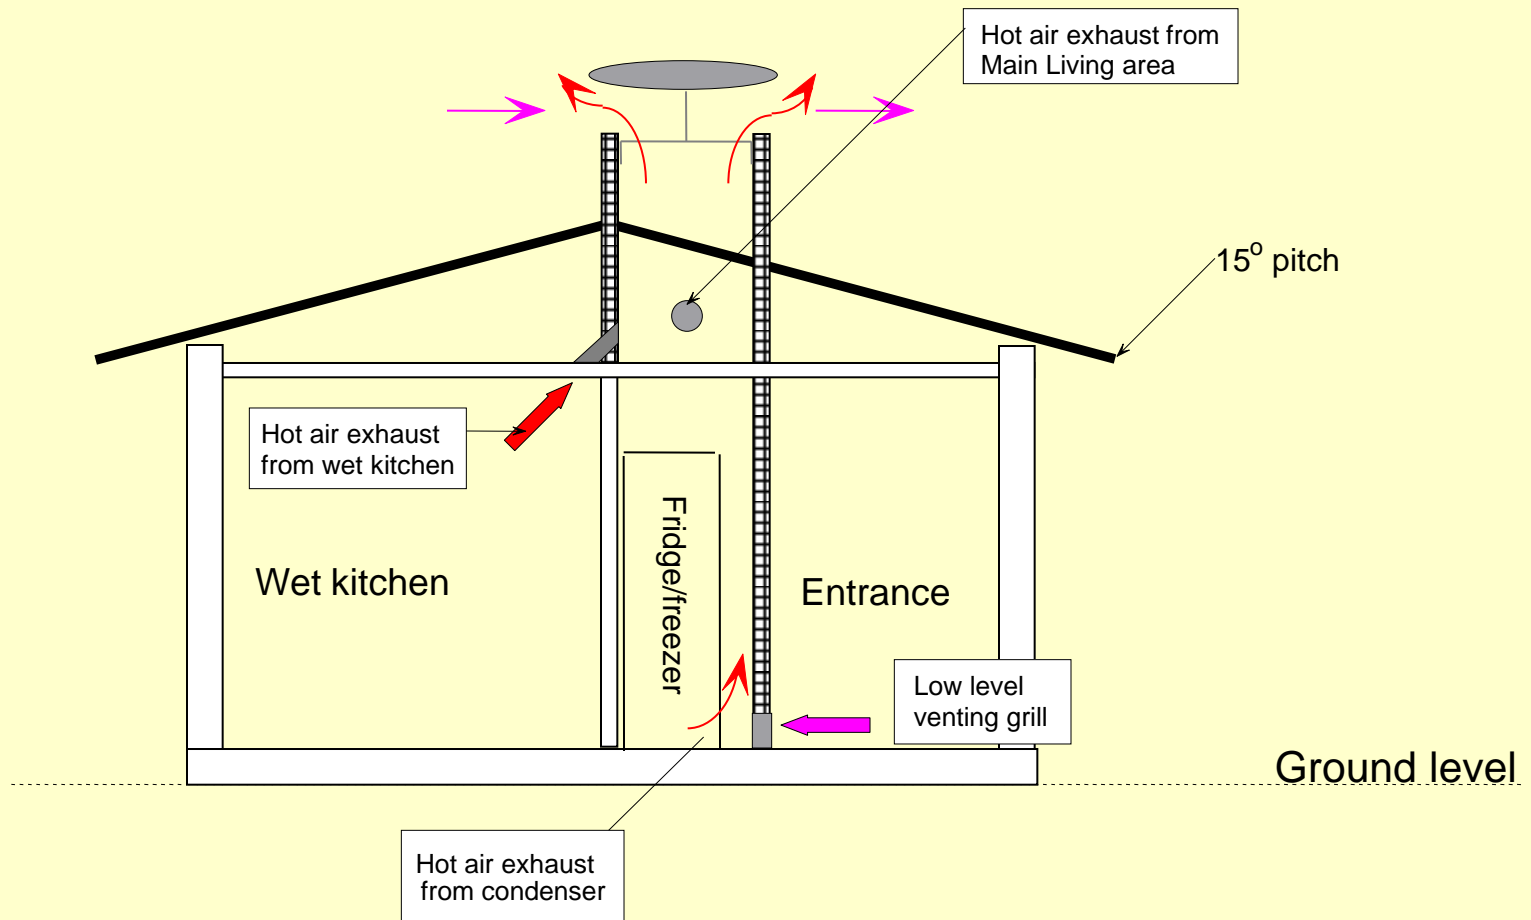 Hot air exhaust from
Main Living area
15° pitch
Hot air exhaust
from wet kitchen
Fridge/freezer
Wet kitchen
Entrance
Low level
venting grill
Ground level
Hot air exhaust
from condenser